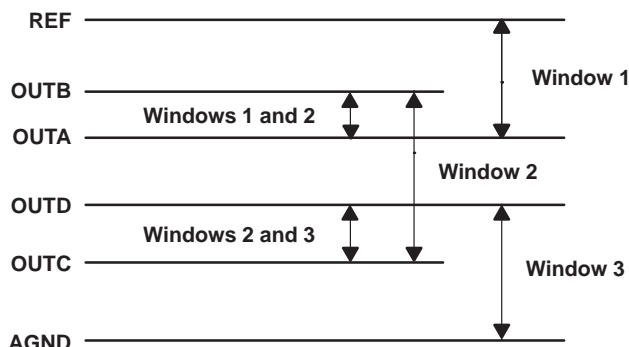 REF
Window 1
OUTB
Windows 1 and 2
OUTA
Window 2
OUTD
Windows 2 and 3
OUTC
Window 3
AGND